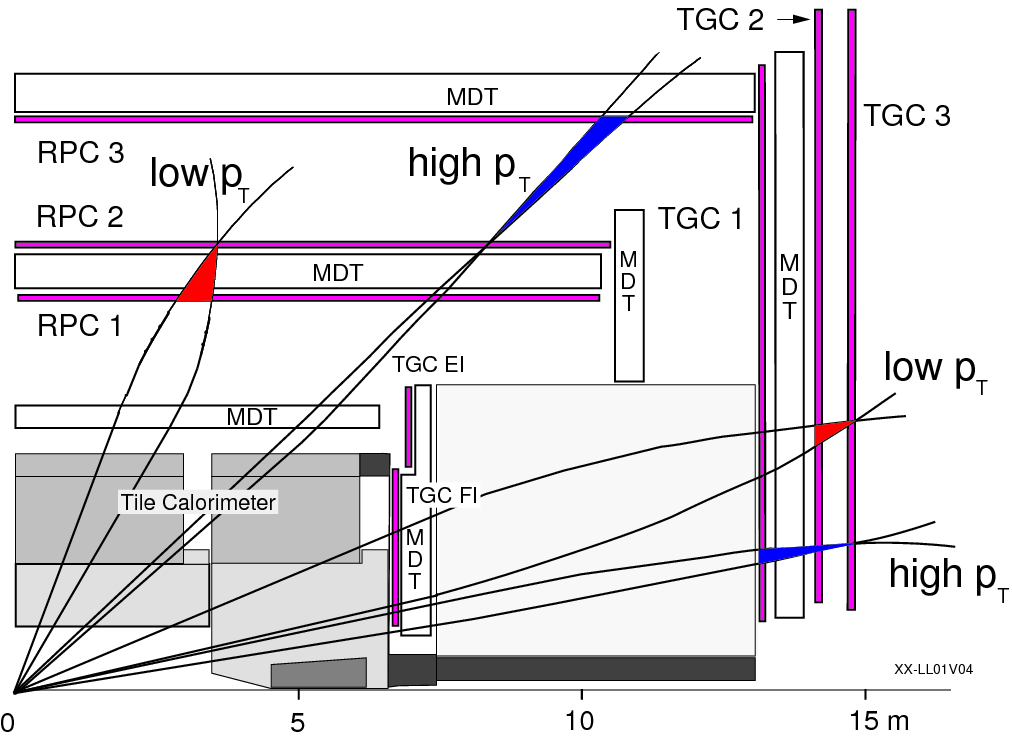 TGC 2
MDT
TGC 3
RPC 3
low pT
high pT
RPC 2
TGC 1
MDT
MDT
MDT
RPC 1
TGC EI
low pT
MDT
TGC FI
Tile Calorimeter
MDT
high pT
XX-LL01V04
0
5
10
15 m